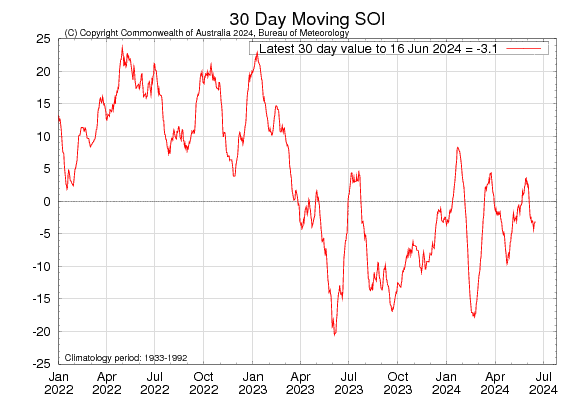 30 Day Moving SOI
(C) Copyright Commonwealth of Australia 2024, Bureau of Meteorology
Latest 30 day value to 16 Jun 2024 = -3.1
25
20
15
10
5
0
-5
-10
-15
-20
-25
Climatology period: 1933-1992
Jan Apr Jul Oct Jan Apr Jul Oct Jan Apr Jul
2022 2022 2022 2022 2023 2023 2023 2023 2024 2024 2024